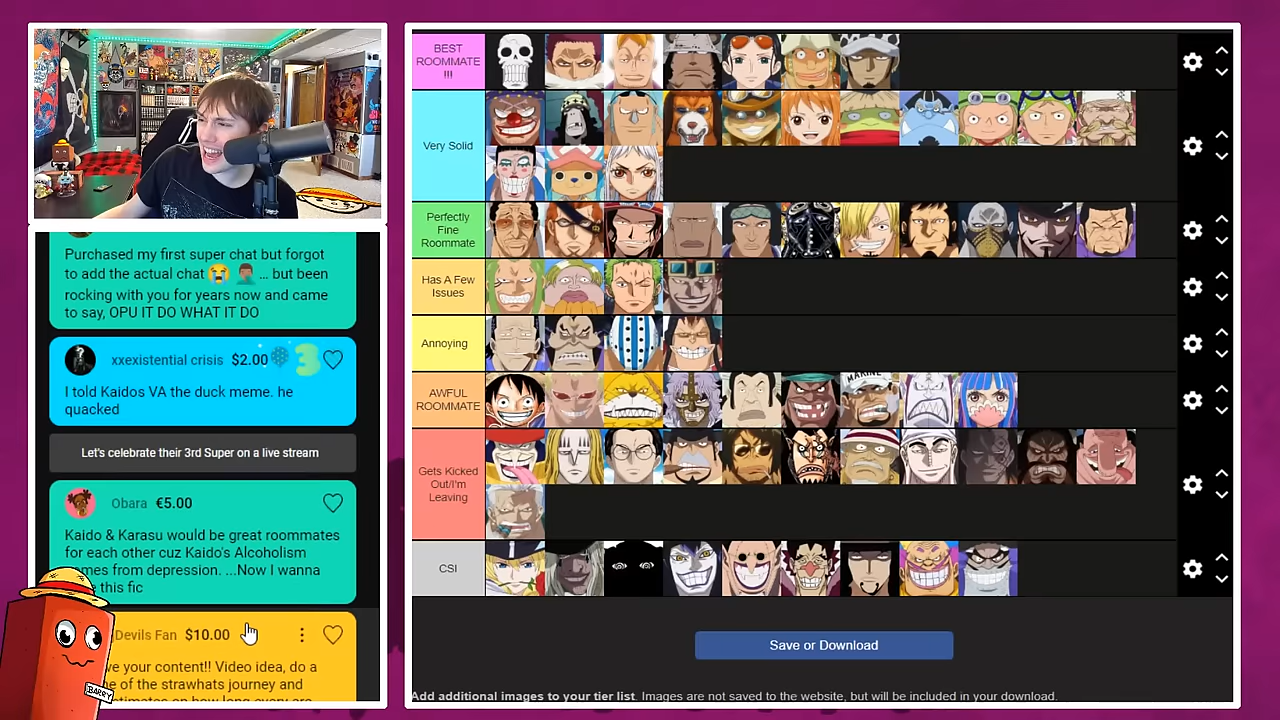 Purchased my first super chat but forgot
to add the actual chat 😭 🤦🏽‍♂️ ... but been
rocking with you for years now and came
to say, OPU IT DO WHAT IT DO
xxexistential crisis $2.00 3
I told Kaidos VA the duck meme. he
quacked
Let's celebrate their 3rd Super on a live stream
Obara €5.00
Kaido & Karasu would be great roommates
for each other cuz Kaido's Alcoholism
omes from depression. ...Now I wanna
this fic
Devils Fan $10.00
ve your content!! Video idea, do a
e of the strawhats journey and
BARRY
BEST
ROOMMATE
!!!
Very Solid
Perfectly
Fine
Roommate
Has A Few
Issues
Annoying
AWFUL
ROOMMATE
MARINE
Gets Kicked
Out/I'm
Leaving
CSI
Save or Download
Add additional images to your tier list. Images are not saved to the website, but will be included in your download.